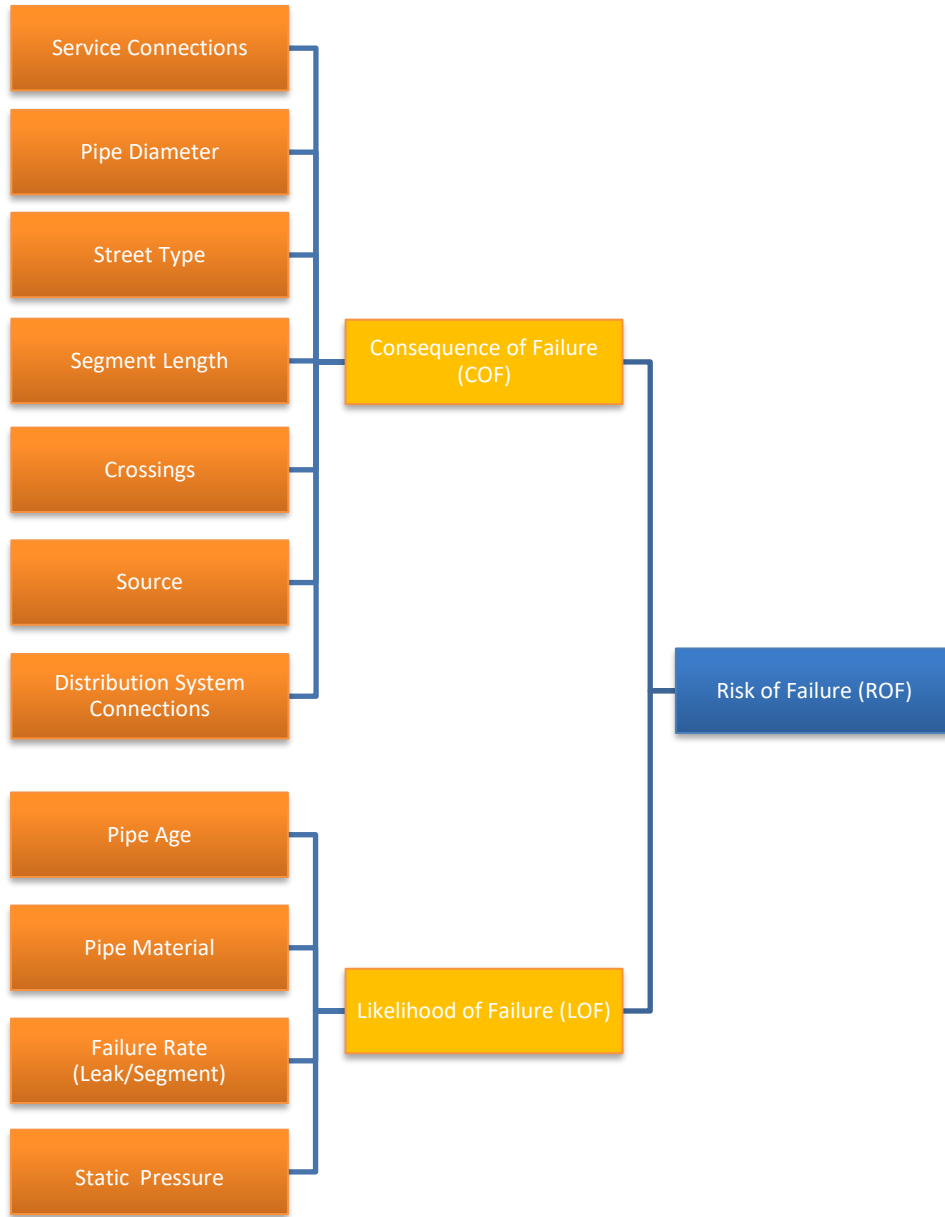 Service Connections
Pipe Diameter
Street Type
Segment Length
Crossings
Source
Distribution System
Connections
Consequence of Failure
(COF)
Pipe Age
Pipe Material
Failure Rate
(Leak/Segment)
Static Pressure
Likelihood of Failure (LOF)
Risk of Failure (ROF)